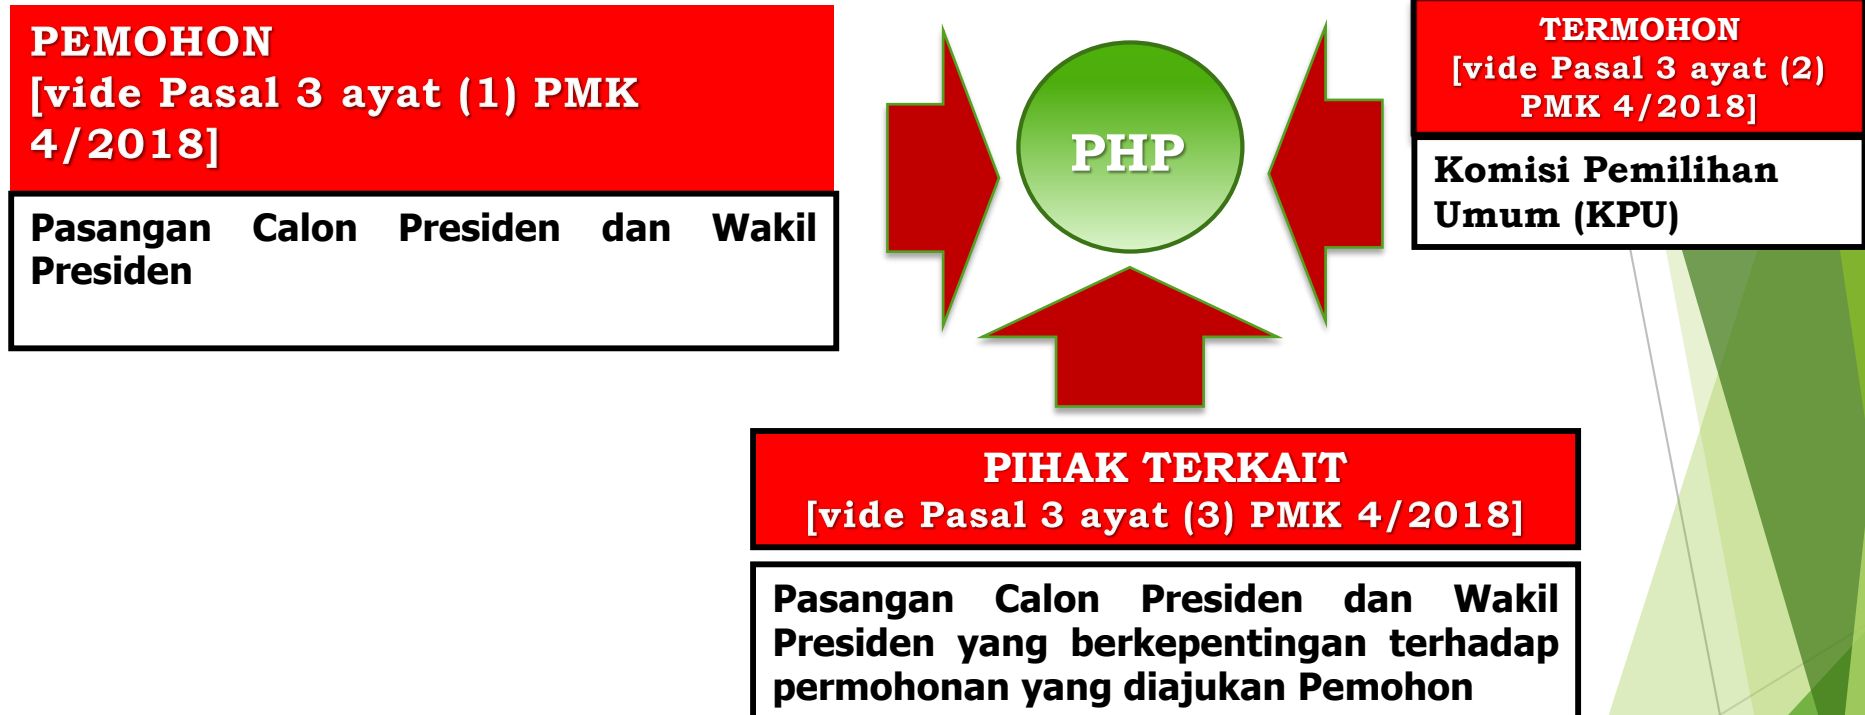 PEMOHON
[vide Pasal 3 ayat (1) PMK
4/2018]
Pasangan Calon Presiden dan Wakil
Presiden
PHP
TERMOHON
[vide Pasal 3 ayat (2)
PMK 4/2018]
Komisi Pemilihan
Umum (KPU)
PIHAK TERKAIT
[vide Pasal 3 ayat (3) PMK 4/2018]
Pasangan Calon Presiden dan Wakil
Presiden yang berkepentingan terhadap
permohonan yang diajukan Pemohon